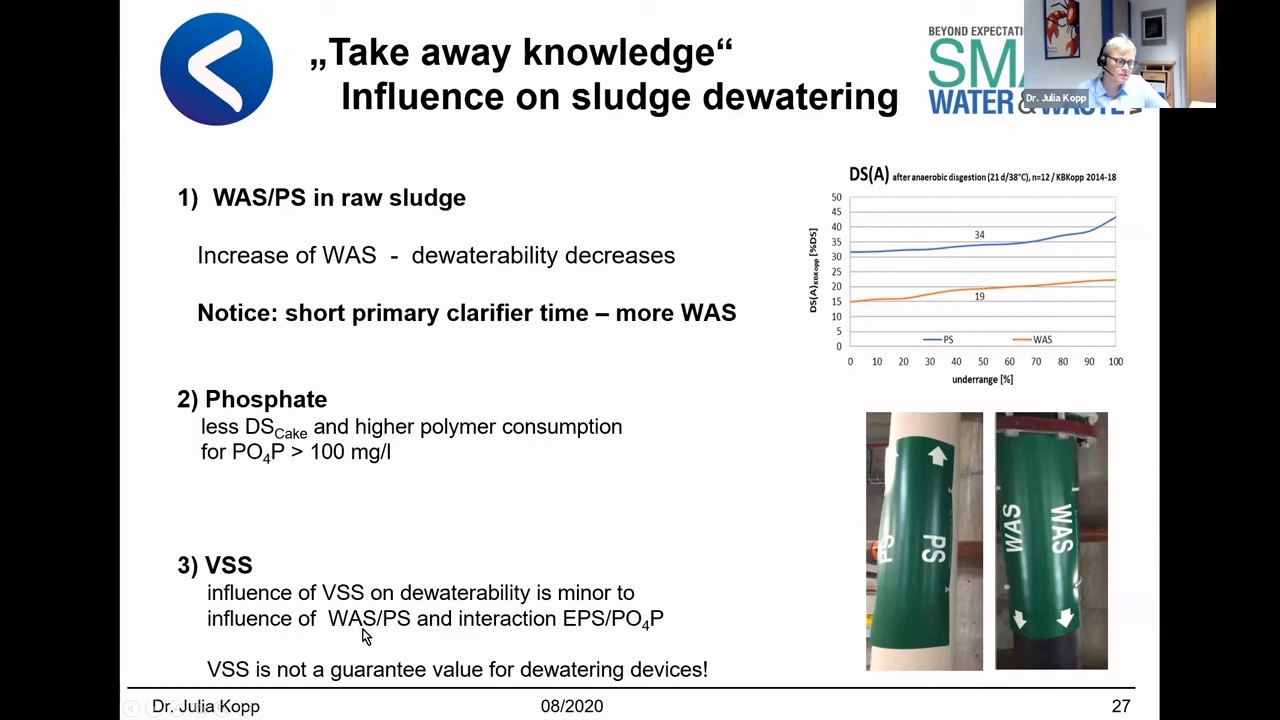 „Take away knowledge“
Influence on sludge dewatering
BEYOND EXPECTATI
SMA
WATER & WASTE
Dr. Julia Kopp
1) WAS/PS in raw sludge
Increase of WAS - dewaterability decreases
Notice: short primary clarifier time – more WAS
2) Phosphate
less DSCake and higher polymer consumption
for PO4P > 100 mg/l
3) VSS
influence of VSS on dewaterability is minor to
influence of WAS/PS and interaction EPS/PO4P
VSS is not a guarantee value for dewatering devices!
DS(A) after anaerobic disgestion (21 d/38°C), n=12 / KBKopp 2014-18
DS(A)KBKopp [%DS]
50
45
40
35
30
25
20
15
10
5
0
34
19
PS
WAS
0 10 20 30 40 50 60 70 80 90 100
underrange [%]
PS
PS
WAS
WAS
Dr. Julia Kopp
08/2020
27